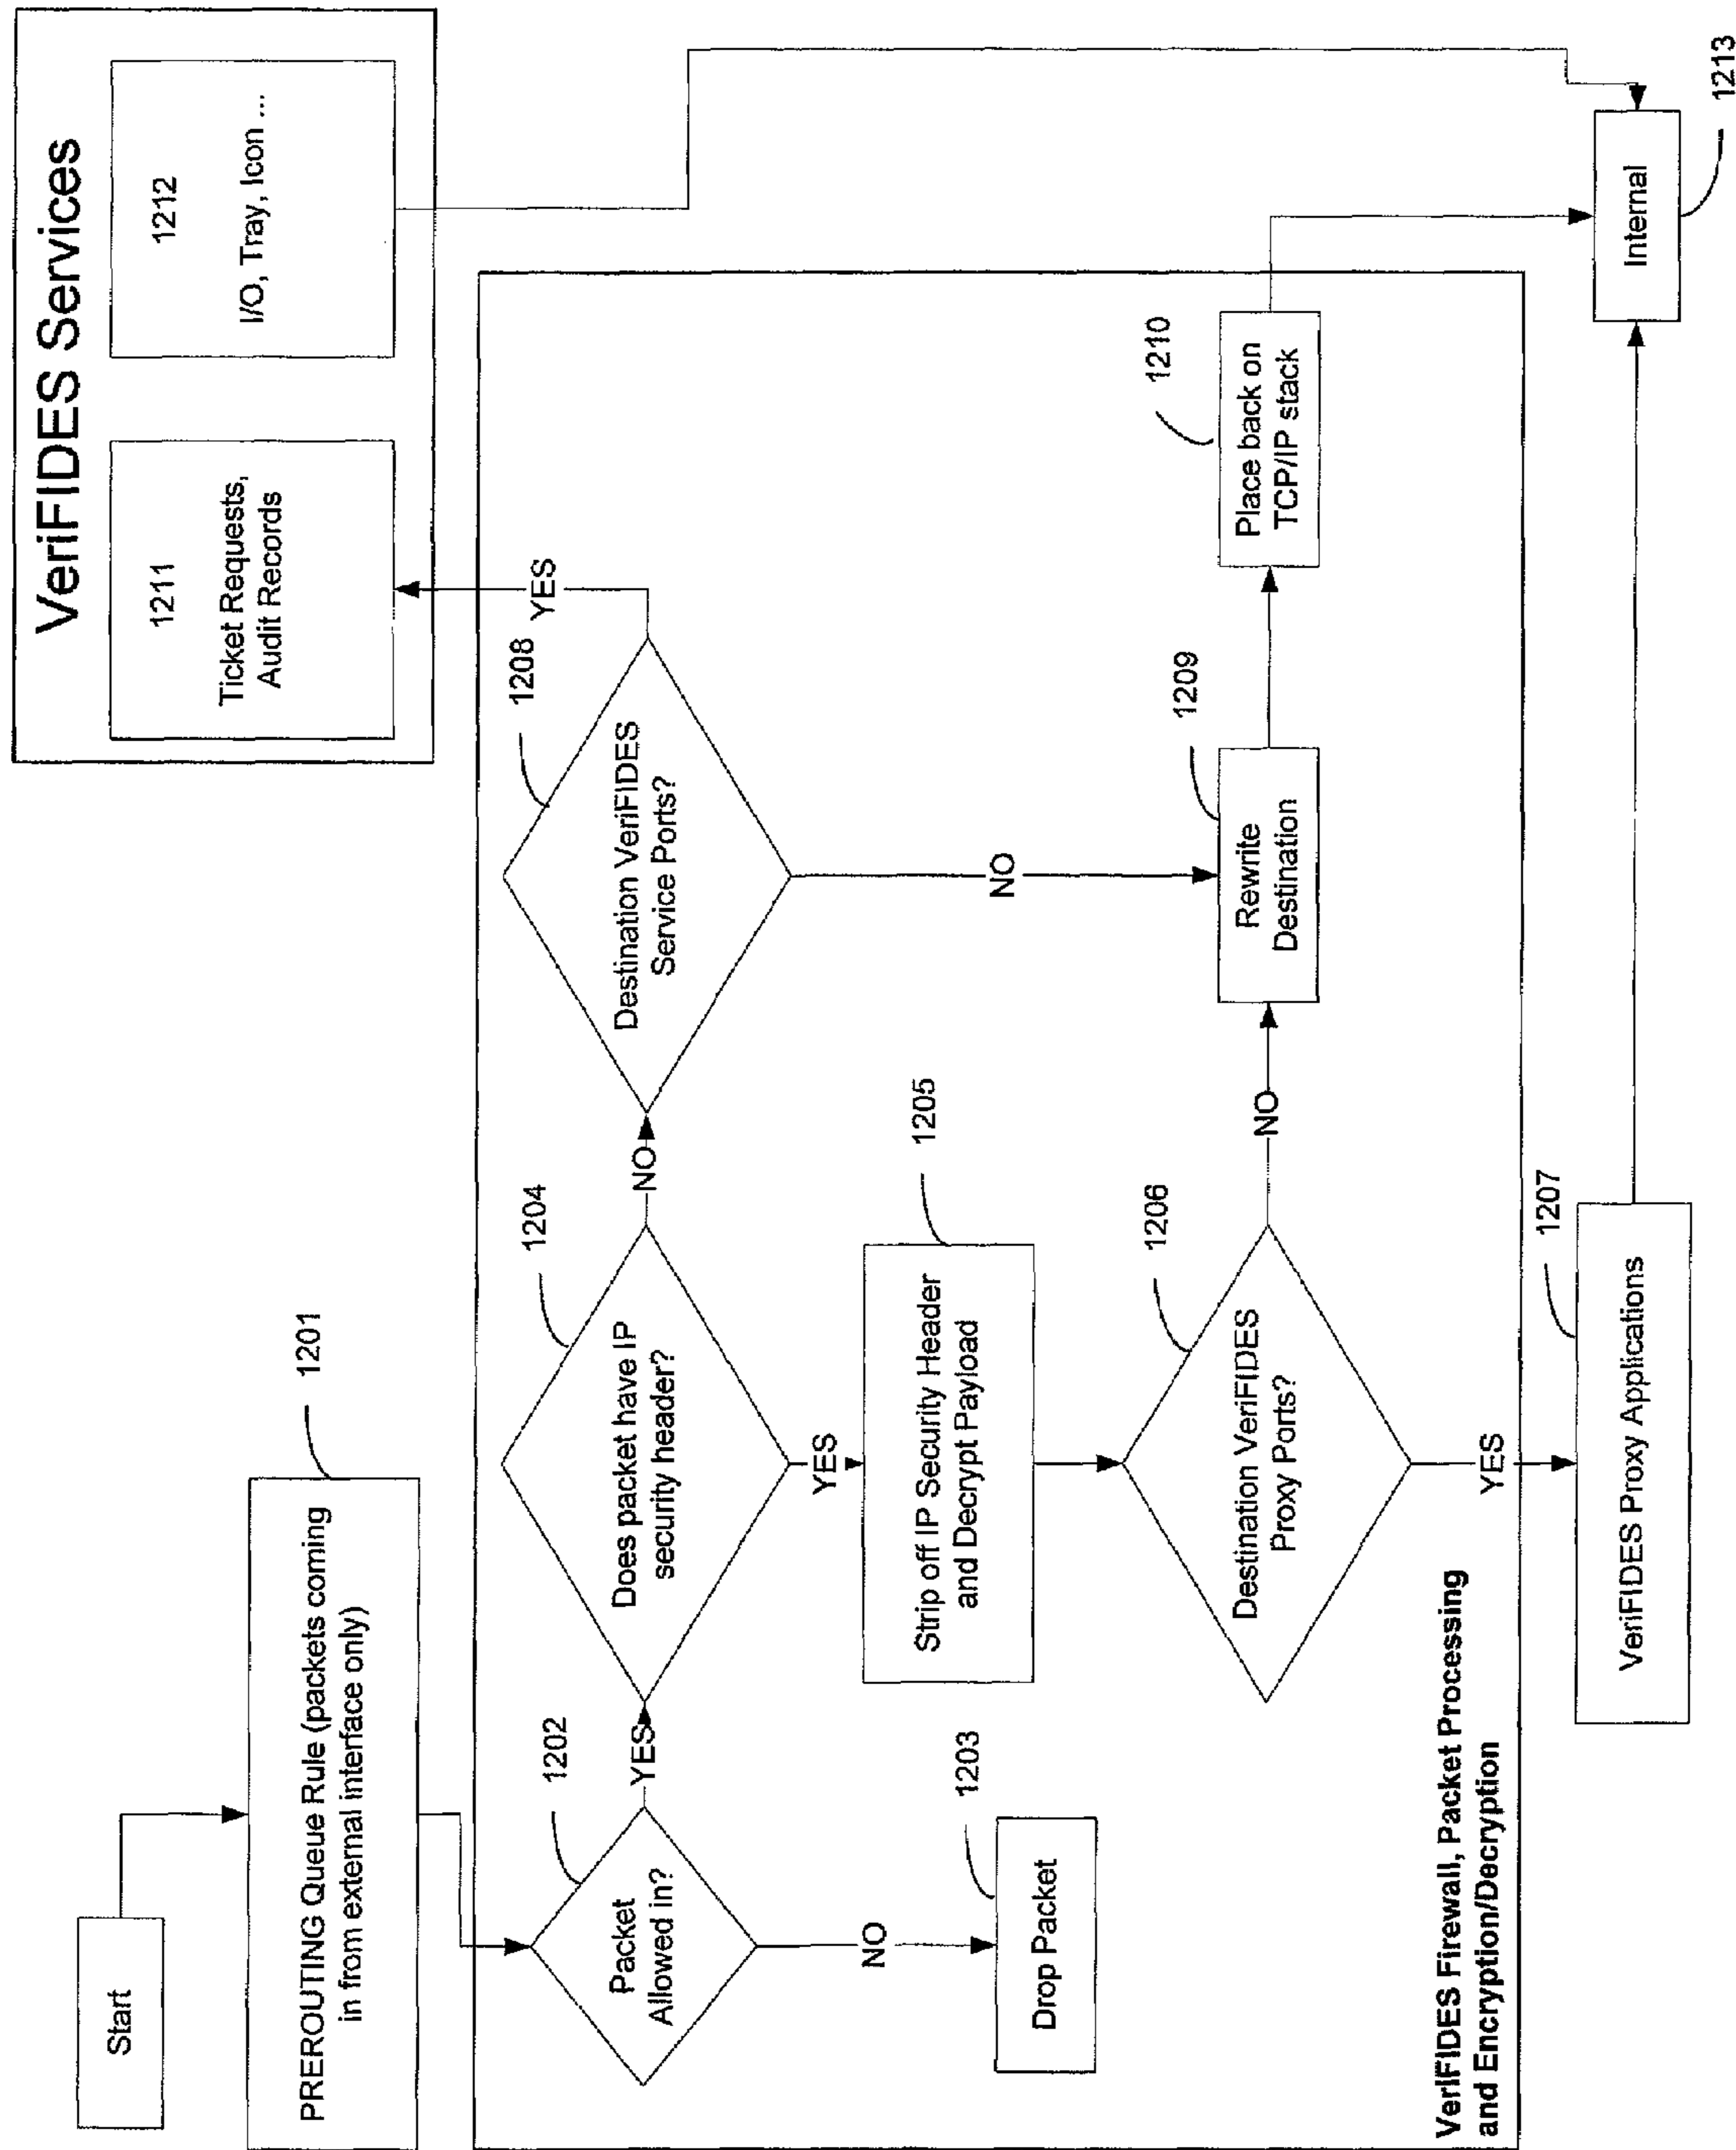 Start
1201
PREROUTING Queue Rule (packets coming
in from external interface only)
VeriFIDES Services
1211
Ticket Requests,
Audit Records
1212
I/O, Tray, Icon ...
1202
Packet
Allowed in?
YES
NO
1203
Drop Packet
1204
Does packet have IP
security header?
NO
YES
1205
Strip off IP Security Header
and Decrypt Payload
1206
Destination VeriFIDES
Proxy Ports?
NO
YES
1207
VeriFIDES Proxy Applications
1208
Destination VeriFIDES
Service Ports?
YES
NO
1209
Rewrite
Destination
1210
Place back on
TCP/IP stack
Internal
1213
VeriFIDES Firewall, Packet Processing
and Encryption/Decryption